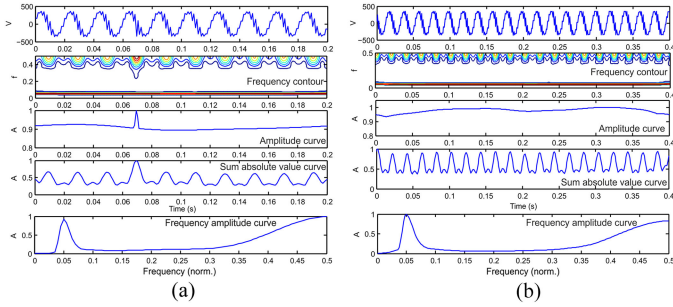 500
V
0
-500
0 0.02 0.04 0.06 0.08 0.1 0.12 0.14 0.16 0.18 0.2
f
0.4
0.2
0
Frequency contour
0 0.02 0.04 0.06 0.08 0.1 0.12 0.14 0.16 0.18 0.2
A
1
0.9
0.8
Amplitude curve
0 0.02 0.04 0.06 0.08 0.1 0.12 0.14 0.16 0.18 0.2
A
1
0.5
0
Sum absolute value curve
0 0.02 0.04 0.06 0.08 0.1 0.12 0.14 0.16 0.18 0.2
Time (s)
A
1
0.5
0
Frequency amplitude curve
0 0.05 0.1 0.15 0.2 0.25 0.3 0.35 0.4 0.45 0.5
Frequency (norm.)
(a)
500
V
0
-500
0 0.05 0.1 0.15 0.2 0.25 0.3 0.35 0.4
f
0.5
0
Frequency contour
0 0.05 0.1 0.15 0.2 0.25 0.3 0.35 0.4
A
1
0.9
0.8
Amplitude curve
0 0.05 0.1 0.15 0.2 0.25 0.3 0.35 0.4
A
1
0.5
0
Sum absolute value curve
0 0.05 0.1 0.15 0.2 0.25 0.3 0.35 0.4
Time (s)
A
1
0.5
0
Frequency amplitude curve
0 0.05 0.1 0.15 0.2 0.25 0.3 0.35 0.4 0.45 0.5
Frequency (norm.)
(b)